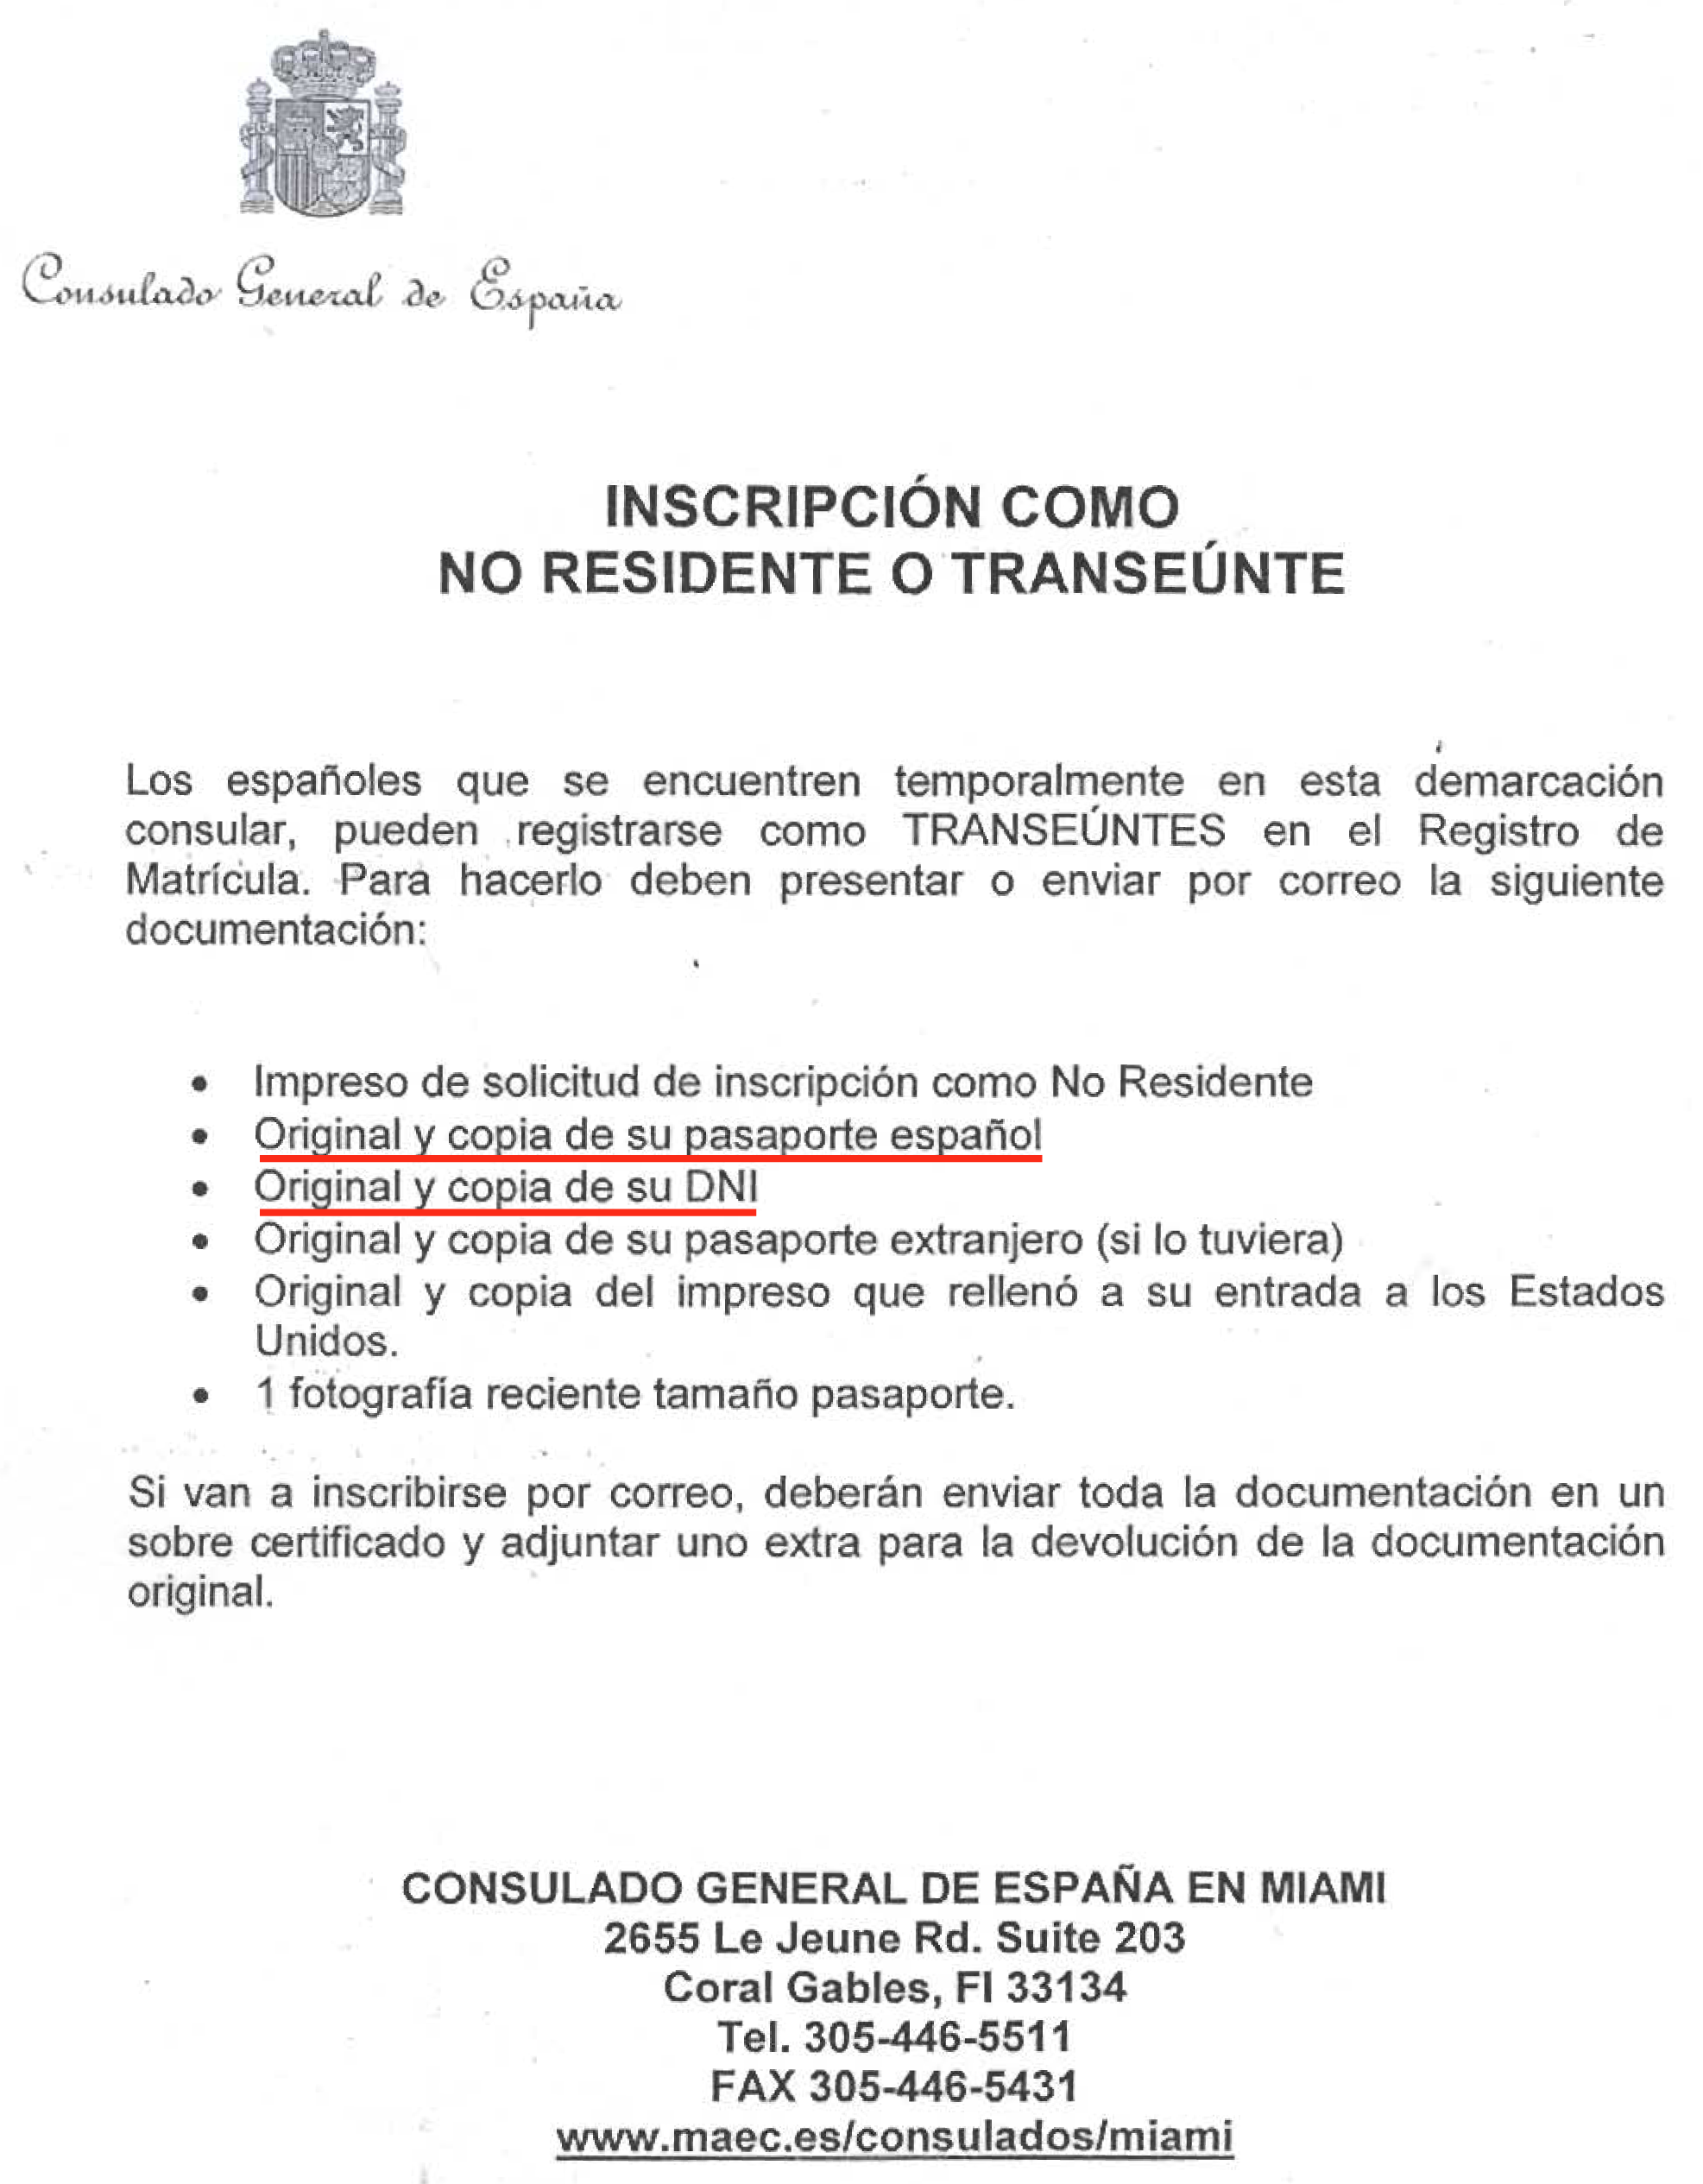 Consulado General de España
INSCRIPCIÓN COMO
NO RESIDENTE O TRANSEÚNTE
Los españoles que se encuentren temporalmente en esta demarcación
consular, pueden registrarse como TRANSEÚNTES en el Registro de
Matrícula. Para hacerlo deben presentar o enviar por correo la siguiente
documentación:
• Impreso de solicitud de inscripción como No Residente
• Original y copia de su pasaporte español
• Original y copia de su DNI
• Original y copia de su pasaporte extranjero (si lo tuviera)
• Original y copia del impreso que rellenó a su entrada a los Estados
Unidos.
• 1 fotografía reciente tamaño pasaporte.
Si van a inscribirse por correo, deberán enviar toda la documentación en un
sobre certificado y adjuntar uno extra para la devolución de la documentación
original.
CONSULADO GENERAL DE ESPAÑA EN MIAMI
2655 Le Jeune Rd. Suite 203
Coral Gables, Fl 33134
Tel. 305-446-5511
FAX 305-446-5431
www.maec.es/consulados/miami